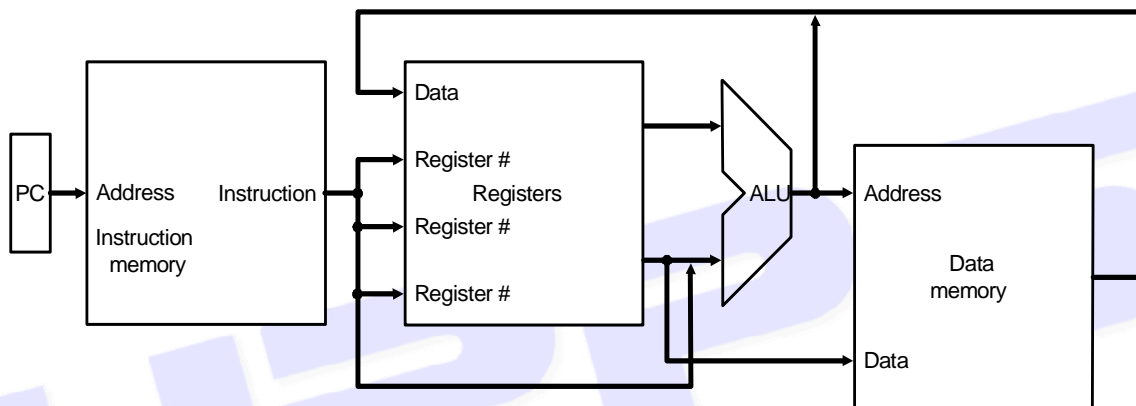 PC
Address
Instruction
Instruction
memory
Data
Register #
Registers
Register #
Register #
ALU
Address
Data
memory
Data